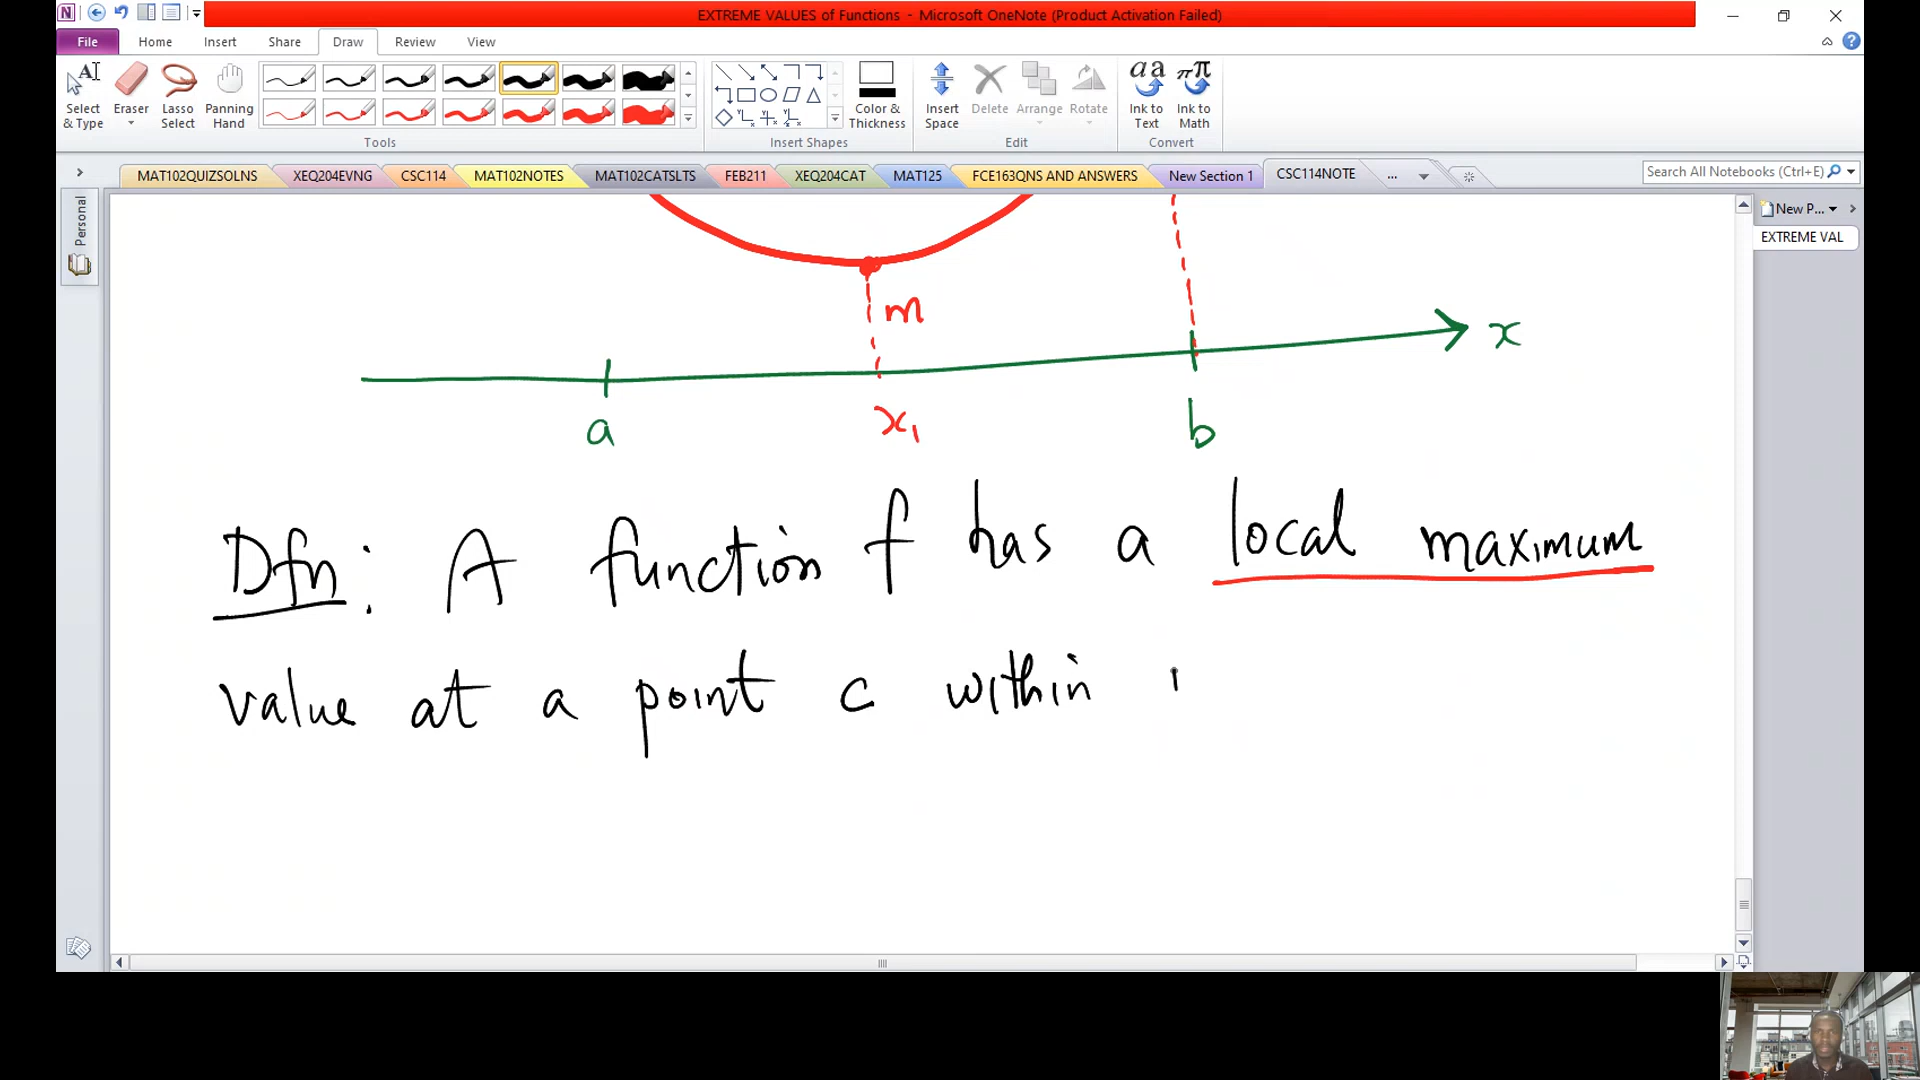 EXTREME VALUES of Functions - Microsoft OneNote (Product Activation Failed)
File Home Insert Share Draw Review View
Select & Type
Eraser
Lasso Select
Panning Hand
Color & Thickness
Insert Space
Delete
Arrange
Rotate
Ink to Text
Ink to Math
Tools
Insert Shapes
Edit
Convert
MAT102QUIZSOLNS XEQ204EVNG CSC114 MAT102NOTES MAT102CATSLTS FEB211 XEQ204CAT MAT125 FCE163QNS AND ANSWERS New Section 1 CSC114NOTE ...
Search All Notebooks (Ctrl+E)
Personal
New P...
EXTREME VAL
m
x
a x₁ b
Dfn: A function f has a local maximum
value at a point c within